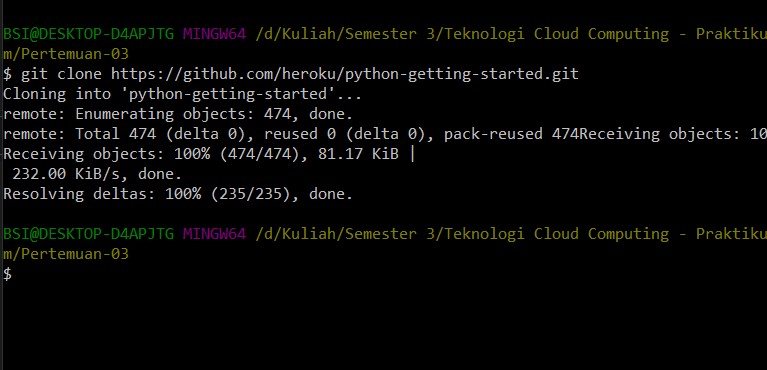 BSI@DESKTOP-D4APJTG MINGW64 /d/Kuliah/Semester 3/Teknologi Cloud Computing - Praktiku
m/Pertemuan-03
$ git clone https://github.com/heroku/python-getting-started.git
Cloning into 'python-getting-started'...
remote: Enumerating objects: 474, done.
remote: Total 474 (delta 0), reused 0 (delta 0), pack-reused 474Receiving objects: 10
Receiving objects: 100% (474/474), 81.17 KiB |
 232.00 KiB/s, done.
Resolving deltas: 100% (235/235), done.
BSI@DESKTOP-D4APJTG MINGW64 /d/Kuliah/Semester 3/Teknologi Cloud Computing - Praktiku
m/Pertemuan-03
$